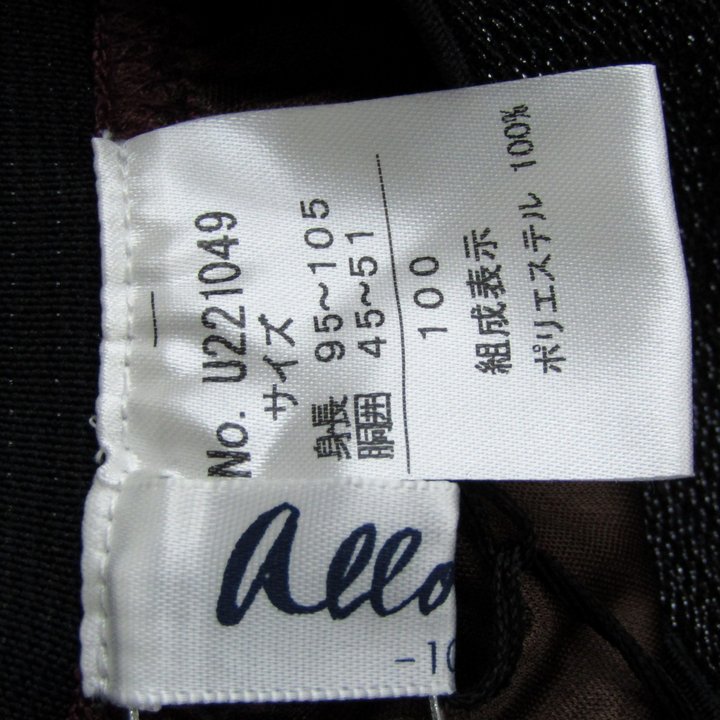 No. U221049
サイズ
身長 95~105
胴囲 45~51
100
組成表示
ポリエステル 100%
allo